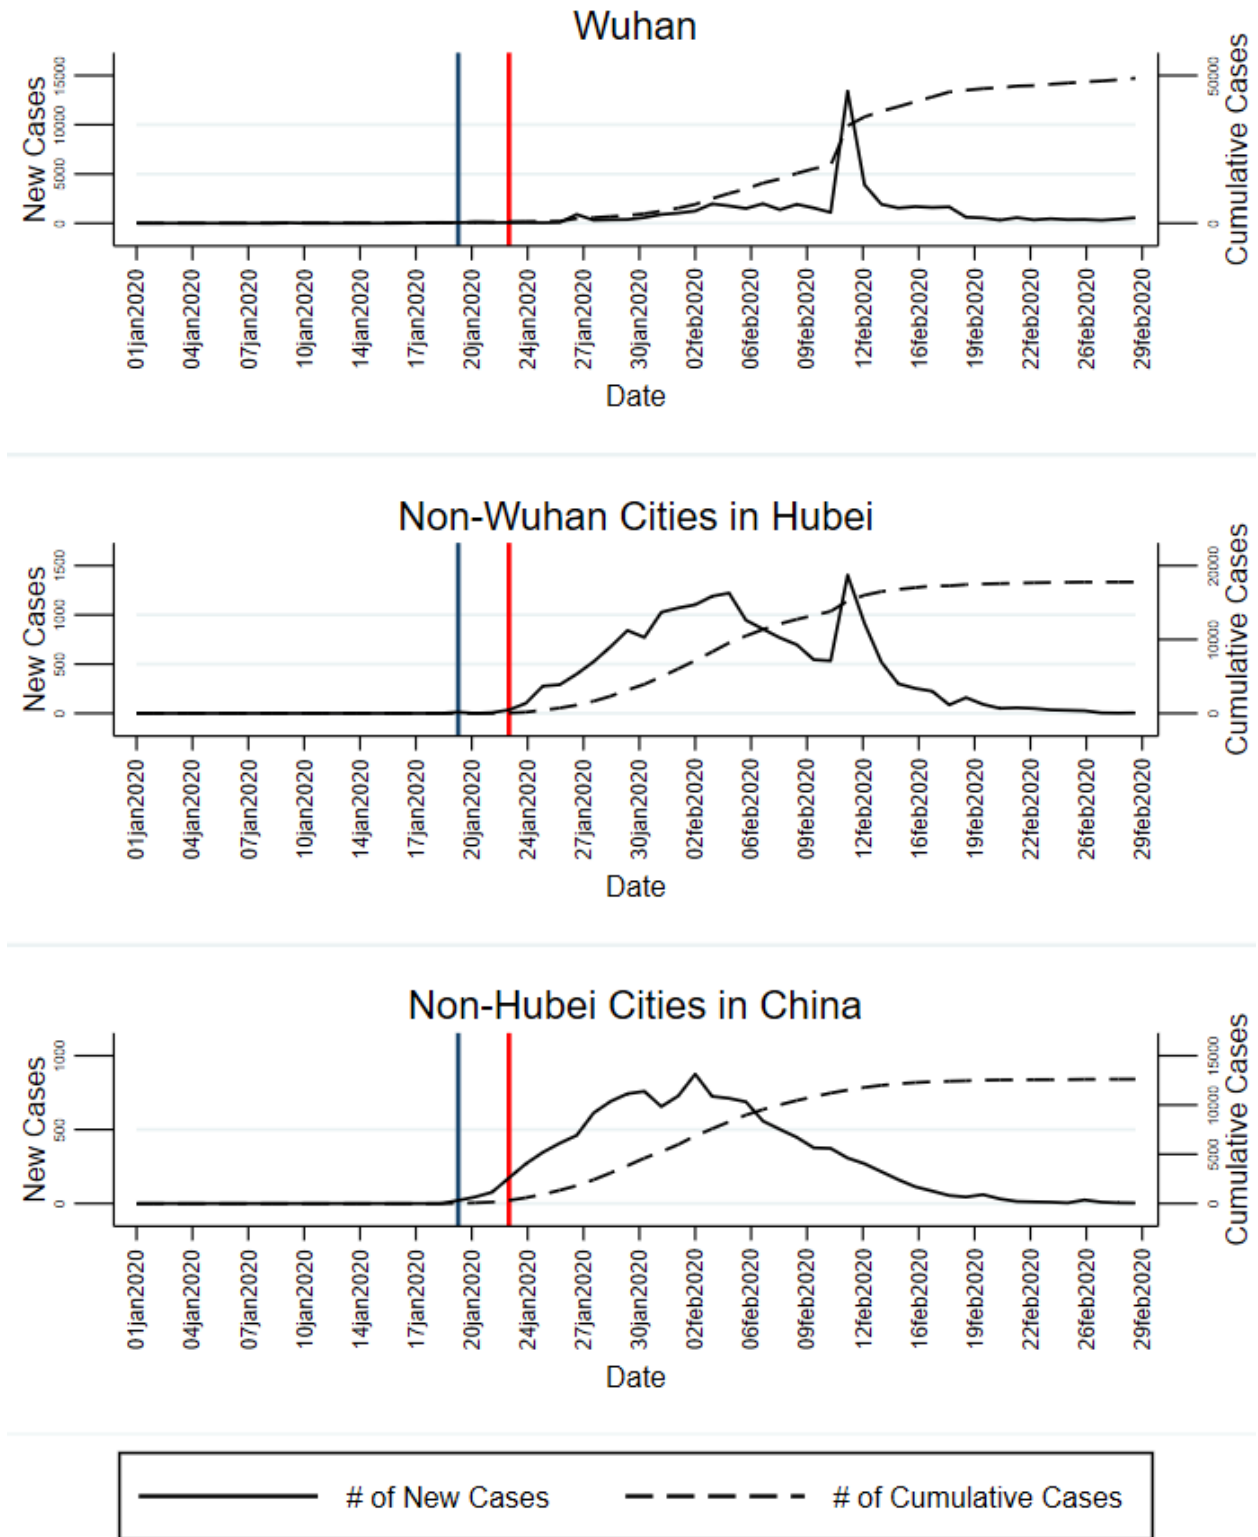 Wuhan
New Cases
15000
10000
5000
0
50000
0
Cumulative Cases
01jan2020
04jan2020
07jan2020
10jan2020
14jan2020
17jan2020
20jan2020
24jan2020
27jan2020
30jan2020
02feb2020
06feb2020
09feb2020
12feb2020
16feb2020
19feb2020
22feb2020
26feb2020
29feb2020
Date
Non-Wuhan Cities in Hubei
New Cases
1500
1000
500
0
20000
10000
0
Cumulative Cases
01jan2020
04jan2020
07jan2020
10jan2020
14jan2020
17jan2020
20jan2020
24jan2020
27jan2020
30jan2020
02feb2020
06feb2020
09feb2020
12feb2020
16feb2020
19feb2020
22feb2020
26feb2020
29feb2020
Date
Non-Hubei Cities in China
New Cases
1000
500
0
15000
10000
5000
0
Cumulative Cases
01jan2020
04jan2020
07jan2020
10jan2020
14jan2020
17jan2020
20jan2020
24jan2020
27jan2020
30jan2020
02feb2020
06feb2020
09feb2020
12feb2020
16feb2020
19feb2020
22feb2020
26feb2020
29feb2020
Date
# of New Cases
# of Cumulative Cases